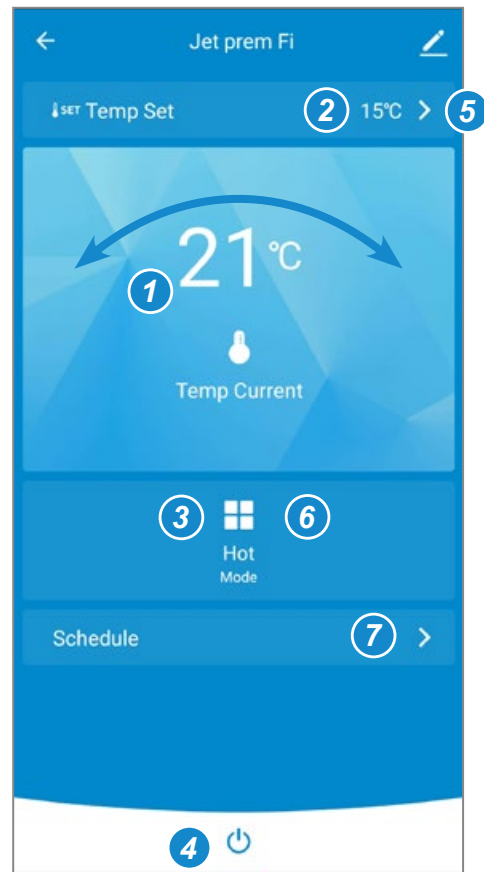 Jet prem Fi
SET Temp Set 2 15°C 5
21°C
1
Temp Current
3 6
Hot
Mode
Schedule 7
4